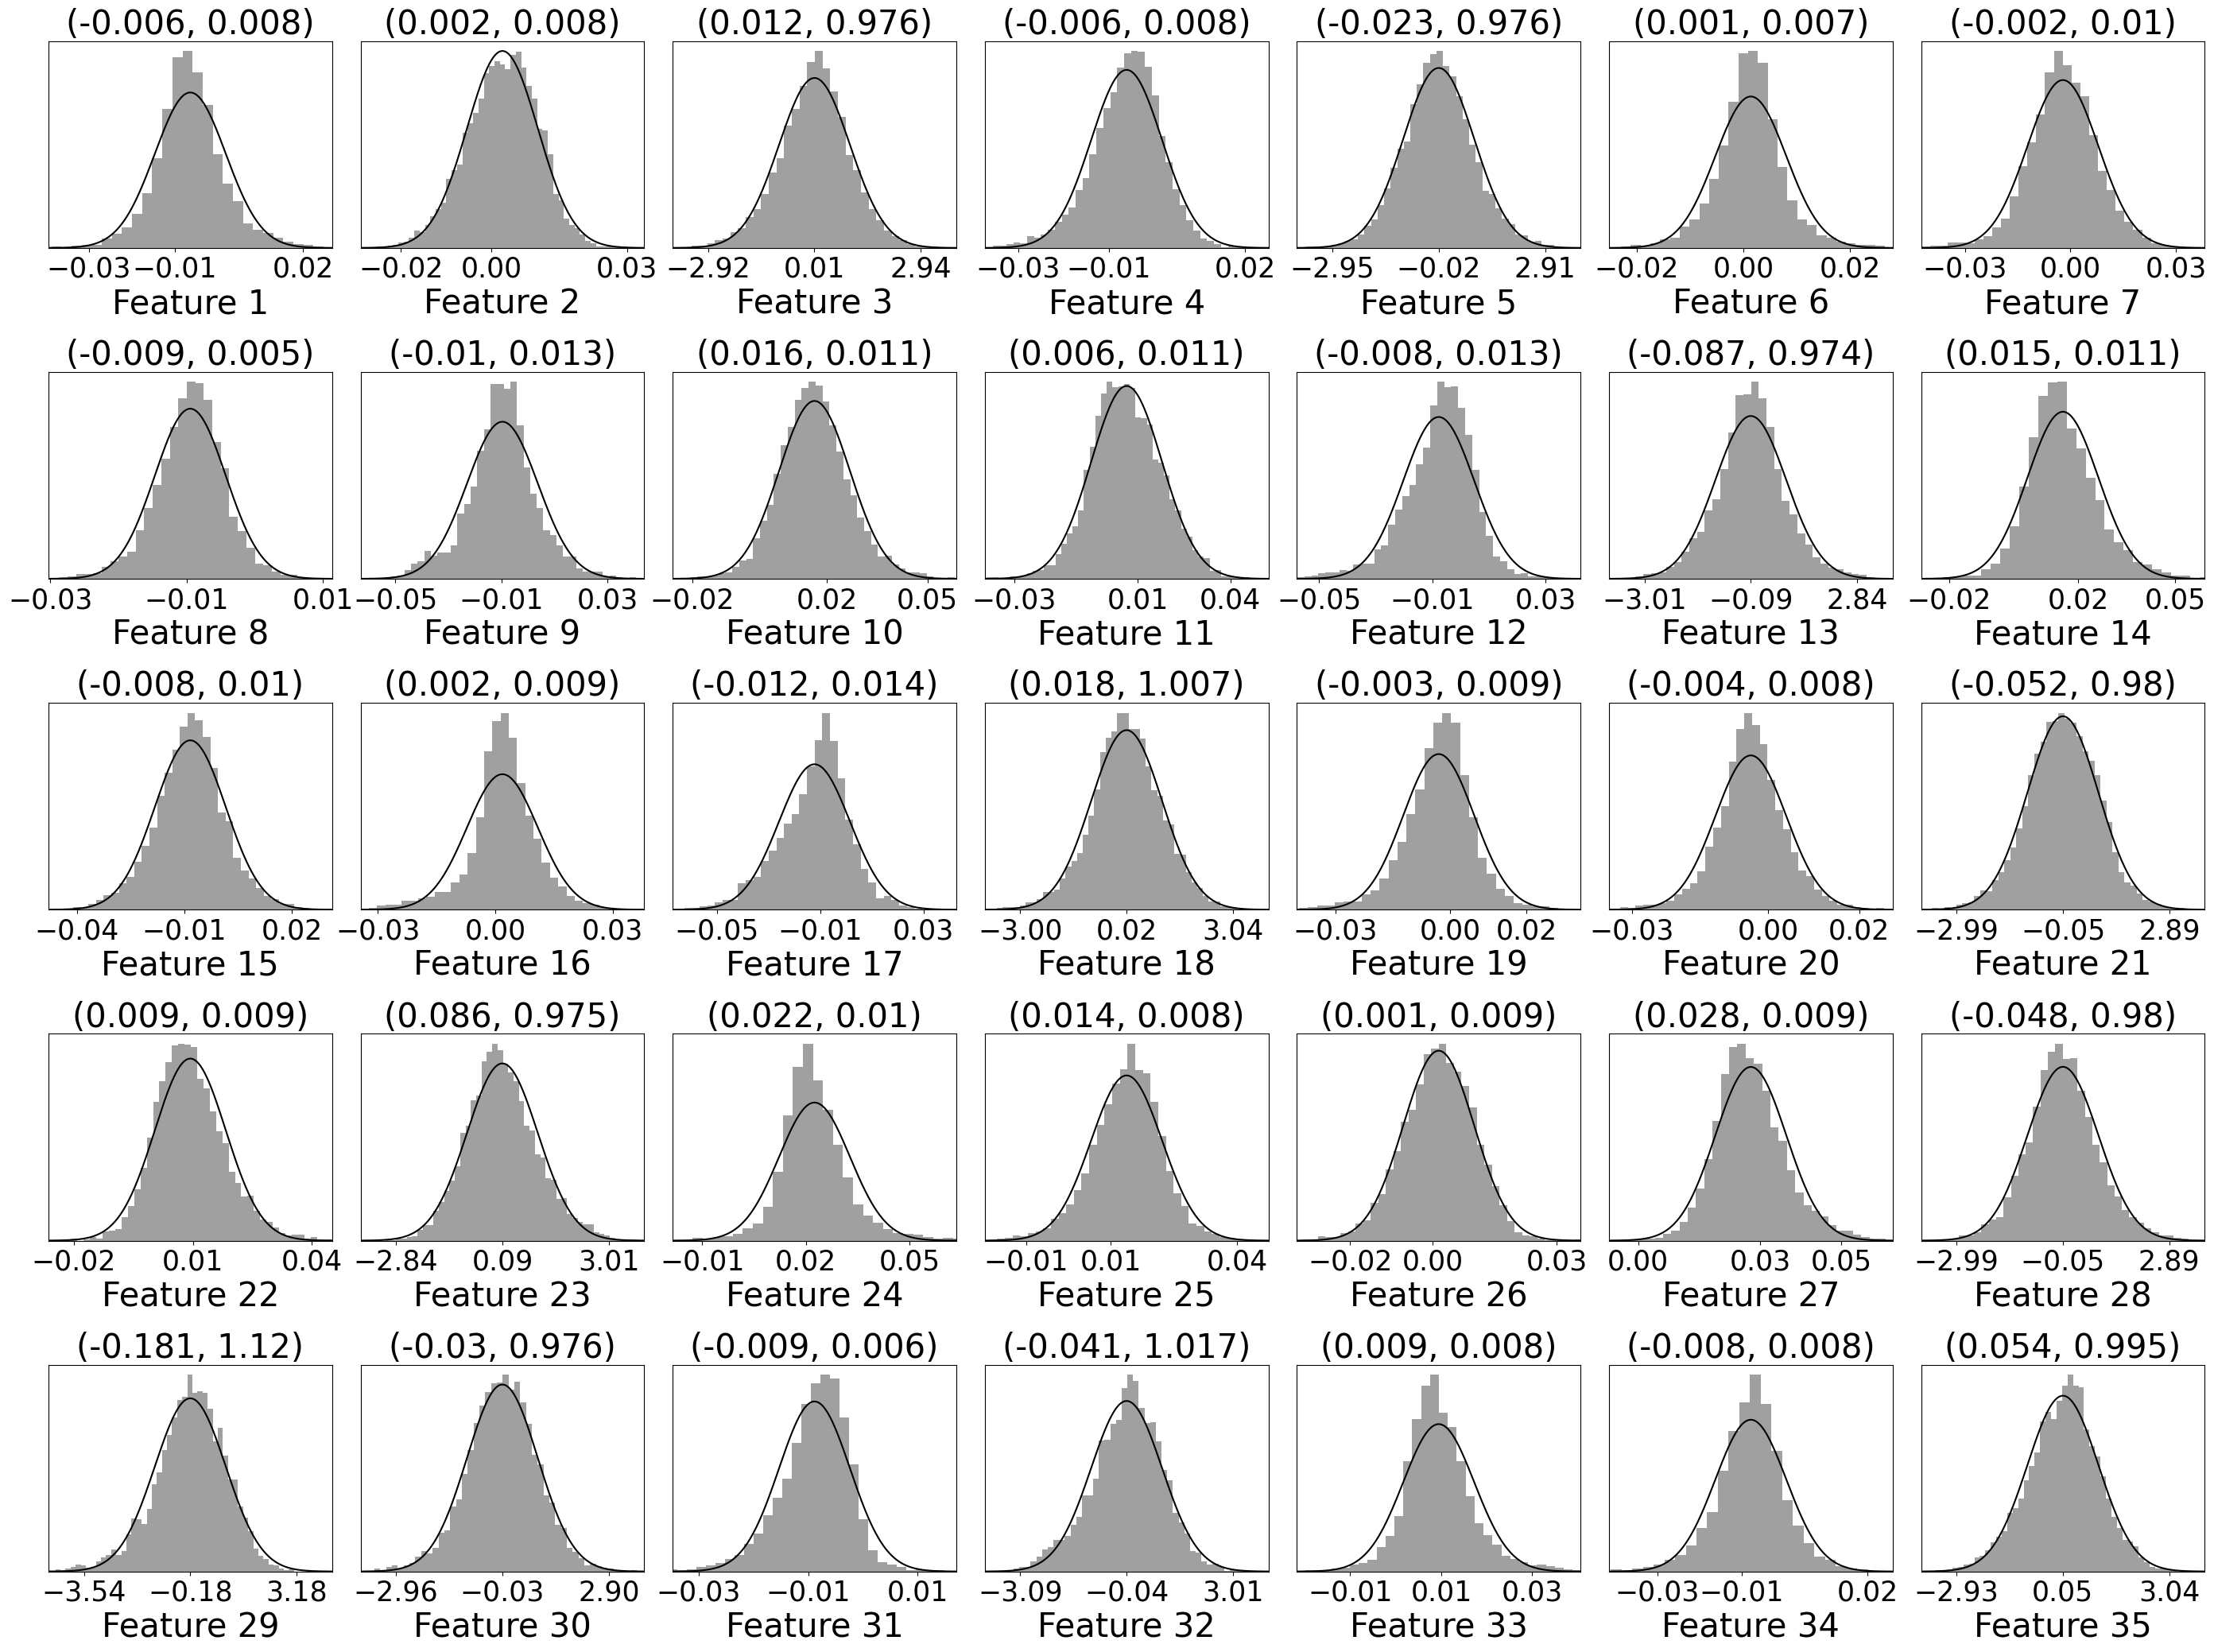 (-0.006, 0.008) (0.002, 0.008) (0.012, 0.976) (-0.006, 0.008) (-0.023, 0.976) (0.001, 0.007) (-0.002, 0.01)
−0.03 −0.01 0.02 −0.02 0.00 0.03 −2.92 0.01 2.94 −0.03 −0.01 0.02 −2.95 −0.02 2.91 −0.02 0.00 0.02 −0.03 0.00 0.03
Feature 1 Feature 2 Feature 3 Feature 4 Feature 5 Feature 6 Feature 7
(-0.009, 0.005) (-0.01, 0.013) (0.016, 0.011) (0.006, 0.011) (-0.008, 0.013) (-0.087, 0.974) (0.015, 0.011)
−0.03 −0.01 0.01 −0.05 −0.01 0.03 −0.02 0.02 0.05 −0.03 0.01 0.04 −0.05 −0.01 0.03 −3.01 −0.09 2.84 −0.02 0.02 0.05
Feature 8 Feature 9 Feature 10 Feature 11 Feature 12 Feature 13 Feature 14
(-0.008, 0.01) (0.002, 0.009) (-0.012, 0.014) (0.018, 1.007) (-0.003, 0.009) (-0.004, 0.008) (-0.052, 0.98)
−0.04 −0.01 0.02 −0.03 0.00 0.03 −0.05 −0.01 0.03 −3.00 0.02 3.04 −0.03 0.00 0.02 −0.03 0.00 0.02 −2.99 −0.05 2.89
Feature 15 Feature 16 Feature 17 Feature 18 Feature 19 Feature 20 Feature 21
(0.009, 0.009) (0.086, 0.975) (0.022, 0.01) (0.014, 0.008) (0.001, 0.009) (0.028, 0.009) (-0.048, 0.98)
−0.02 0.01 0.04 −2.84 0.09 3.01 −0.01 0.02 0.05 −0.01 0.01 0.04 −0.02 0.00 0.03 0.00 0.03 0.05 −2.99 −0.05 2.89
Feature 22 Feature 23 Feature 24 Feature 25 Feature 26 Feature 27 Feature 28
(-0.181, 1.12) (-0.03, 0.976) (-0.009, 0.006) (-0.041, 1.017) (0.009, 0.008) (-0.008, 0.008) (0.054, 0.995)
−3.54 −0.18 3.18 −2.96 −0.03 2.90 −0.03 −0.01 0.01 −3.09 −0.04 3.01 −0.01 0.01 0.03 −0.03 −0.01 0.02 −2.93 0.05 3.04
Feature 29 Feature 30 Feature 31 Feature 32 Feature 33 Feature 34 Feature 35